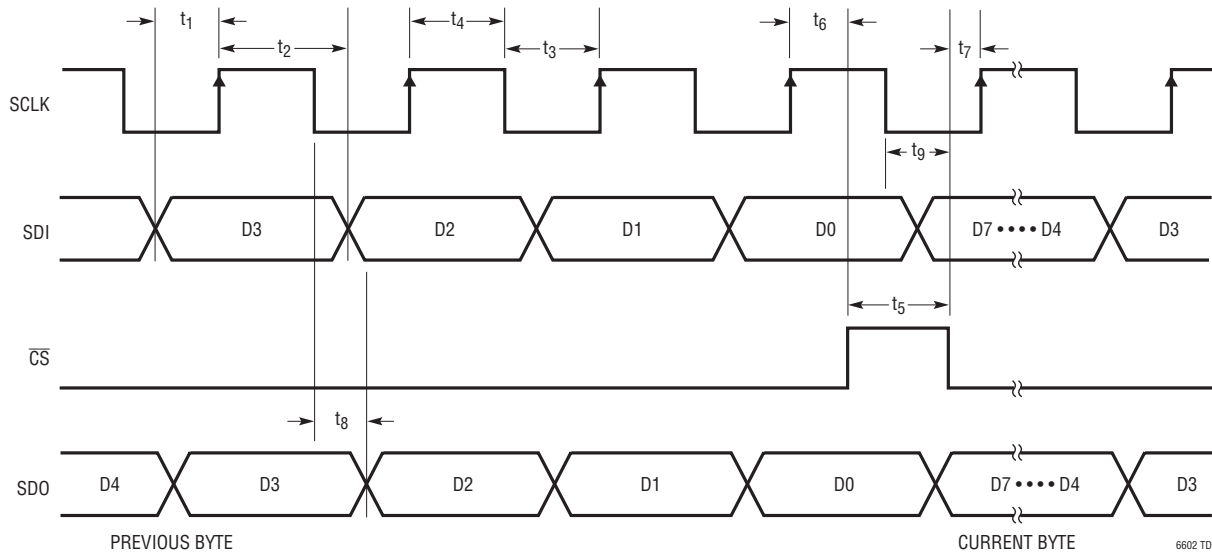 t1
t2
t4
t3
t6
t7
SCLK
t9
SDI
D3
D2
D1
D0
D7 •••• D4
D3
t5
CS
t8
SDO
D4
D3
D2
D1
D0
D7 •••• D4
D3
PREVIOUS BYTE
CURRENT BYTE
6602 TD